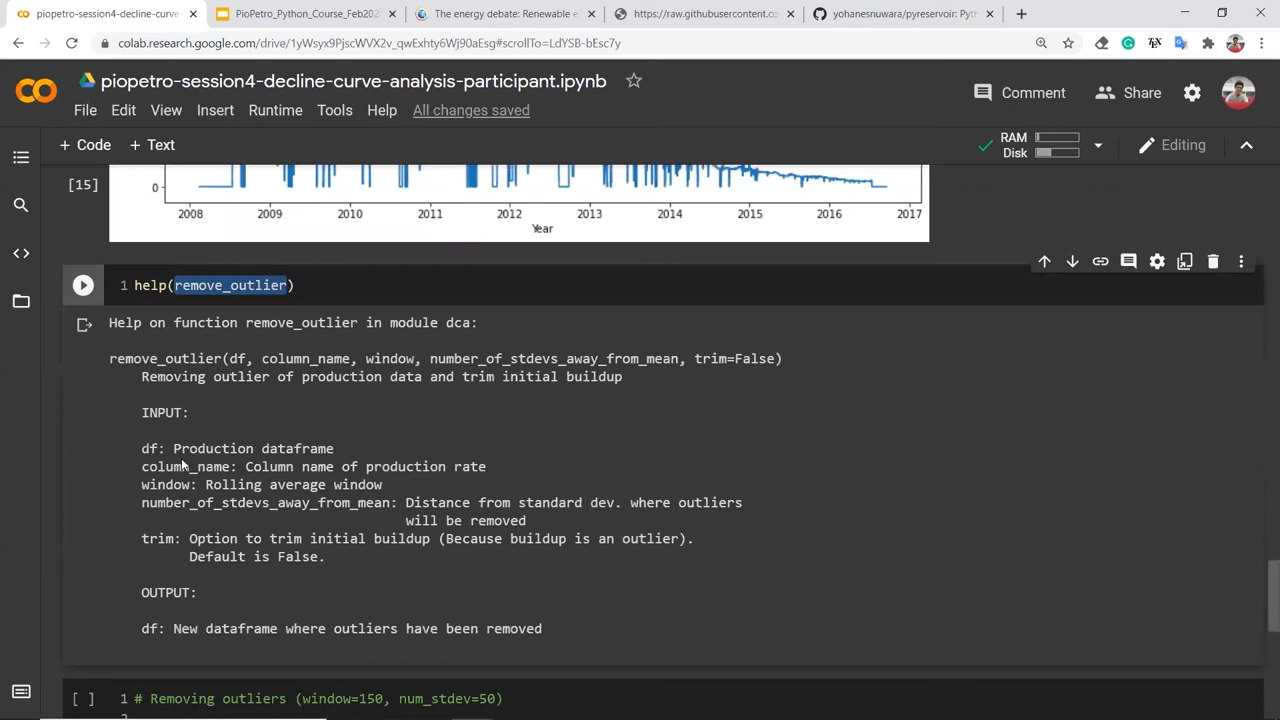 piopetro-session4-decline-curve
PioPetro_Python_Course_Feb202
The energy debate: Renewable e
https://raw.githubusercontent.co
yohanesnuwara/pyreservoir: Pyth
colab.research.google.com/drive/1yWsyx9PjscWVX2v_qwExhty6Wj90aEsg#scrollTo=LdYSB-bEsc7y
piopetro-session4-decline-curve-analysis-participant.ipynb
File Edit View Insert Runtime Tools Help All changes saved
Comment Share
+ Code + Text
RAM
Disk
Editing
[15]
0
2008 2009 2010 2011 2012 2013 2014 2015 2016 2017
Year
1 help(remove_outlier)
Help on function remove_outlier in module dca:
remove_outlier(df, column_name, window, number_of_stdevs_away_from_mean, trim=False)
Removing outlier of production data and trim initial buildup
INPUT:
df: Production dataframe
column_name: Column name of production rate
window: Rolling average window
number_of_stdevs_away_from_mean: Distance from standard dev. where outliers
will be removed
trim: Option to trim initial buildup (Because buildup is an outlier).
Default is False.
OUTPUT:
df: New dataframe where outliers have been removed
[ ] 1 # Removing outliers (window=150, num_stdev=50)
2